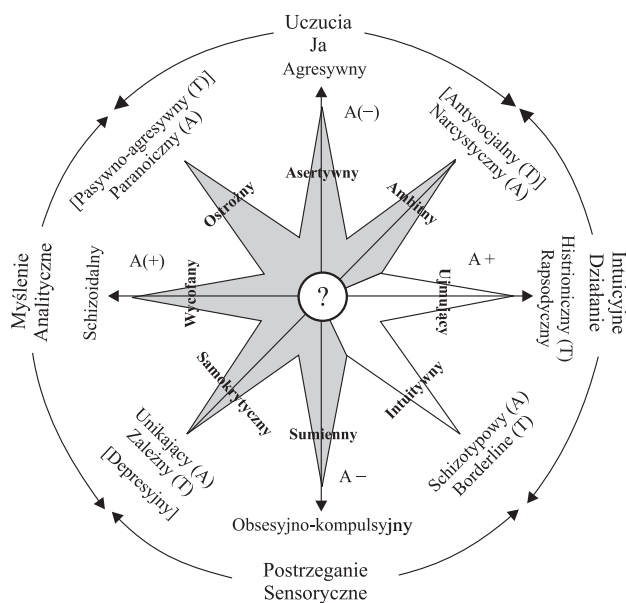 Uczucia
Ja
Agresywny
A(−)
[Pasywno-agresywny (T)]
Paranoiczny (A)
[Antysocjalny (T)]
Narcystyczny (A)
Asertywny
Ostrożny
Ambitny
Myślenie
Analityczne
Schizoidalny
A(+)
Wycofany
?
Ujmujący
A +
Histrioniczny (T)
Rapsodyczny
Intuicyjne
Działanie
Samokrytyczny
Sumienny
Intuitywny
Unikający (A)
Zależny (T)
[Depresyjny]
A −
Schizotypowy (A)
Borderline (T)
Obsesyjno-kompulsyjny
Postrzeganie
Sensoryczne